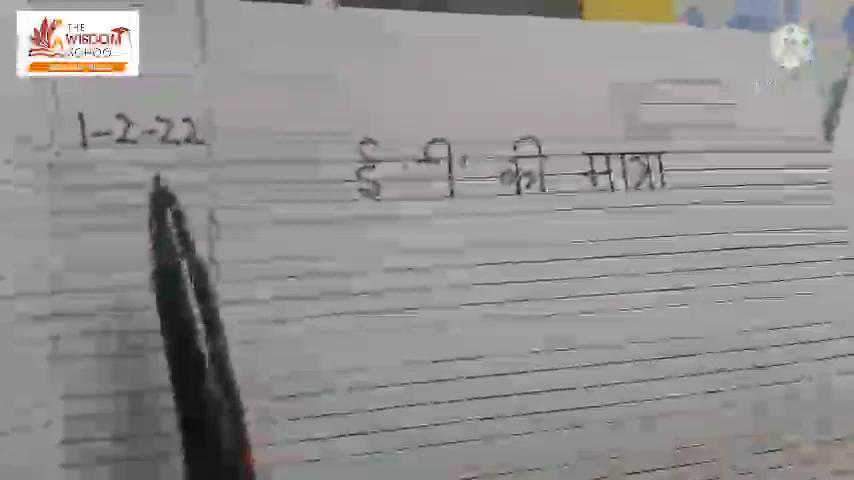 THE
WISDOM
SCHOOL
1-2-22
ई 'ी' की मात्रा